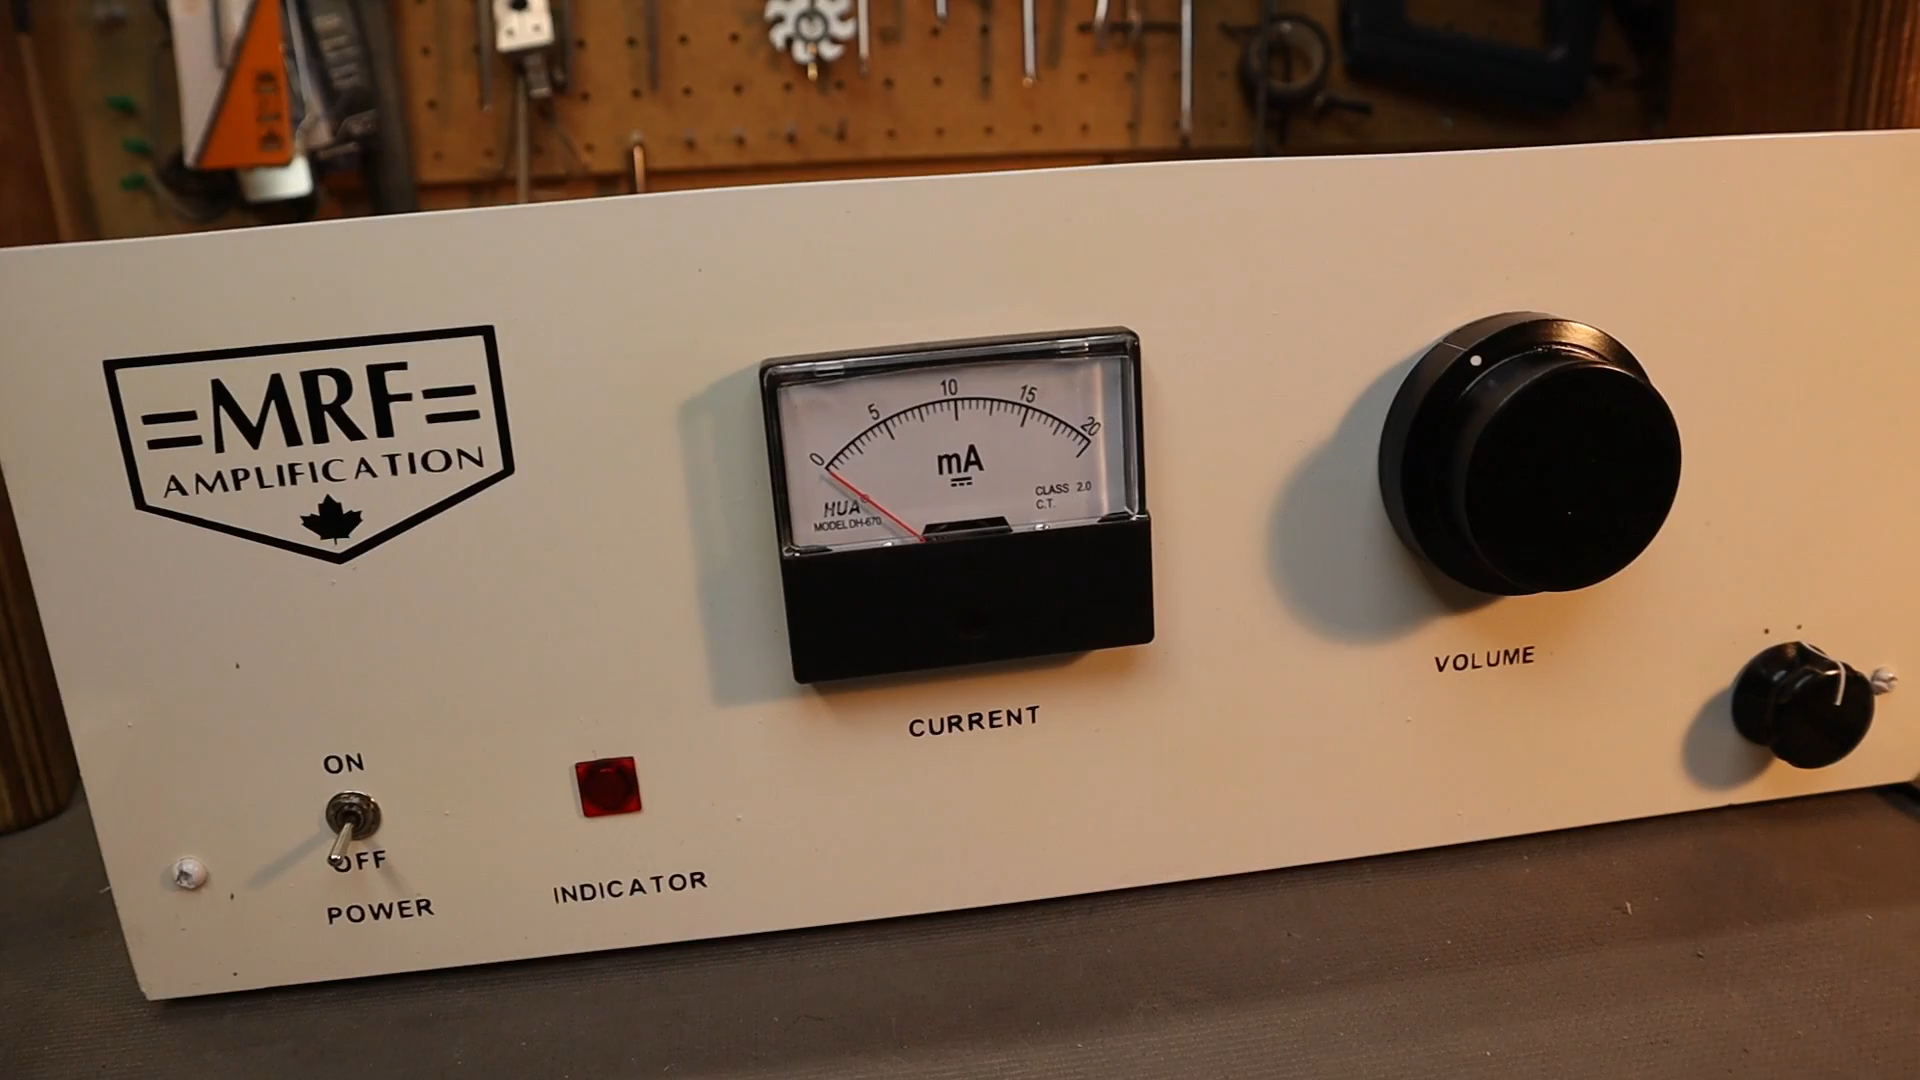 =MRF=
AMPLIFICATION
0 5 10 15 20
mA
HUA
MODEL DH-670
CLASS 2.0
C.T.
CURRENT
VOLUME
ON
OFF
POWER
INDICATOR